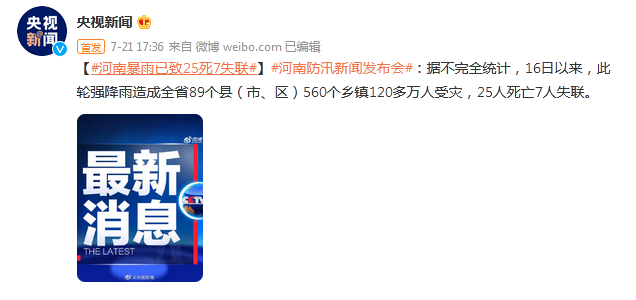 央视新闻
央视
新闻
首发 7-21 17:36 来自 微博 weibo.com 已编辑
【#河南暴雨已致25死7失联#】#河南防汛新闻发布会#：据不完全统计，16日以来，此
轮强降雨造成全省89个县（市、区）560个乡镇120多万人受灾，25人死亡7人失联。
微博
最新
消息
THE LATEST
@央视新闻